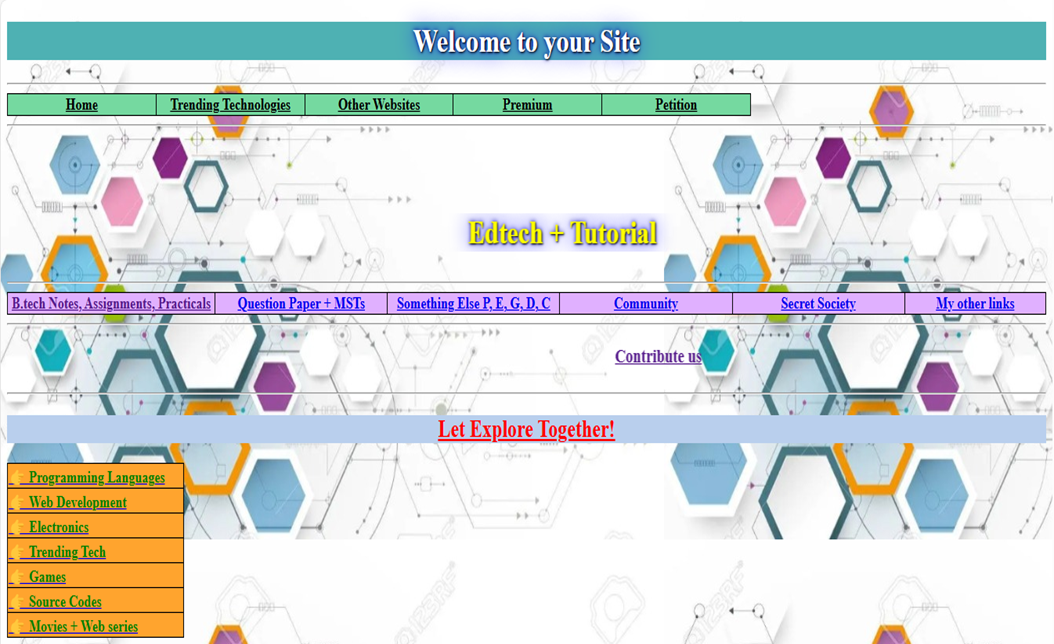 Welcome to your Site
Home Trending Technologies Other Websites Premium Petition
Edtech + Tutorial
B.tech Notes, Assignments, Practicals Question Paper + MSTs Something Else P, E, G, D, C Community Secret Society My other links
Contribute us
Let Explore Together!
👉 Programming Languages
👉 Web Development
👉 Electronics
👉 Trending Tech
👉 Games
👉 Source Codes
👉 Movies + Web series